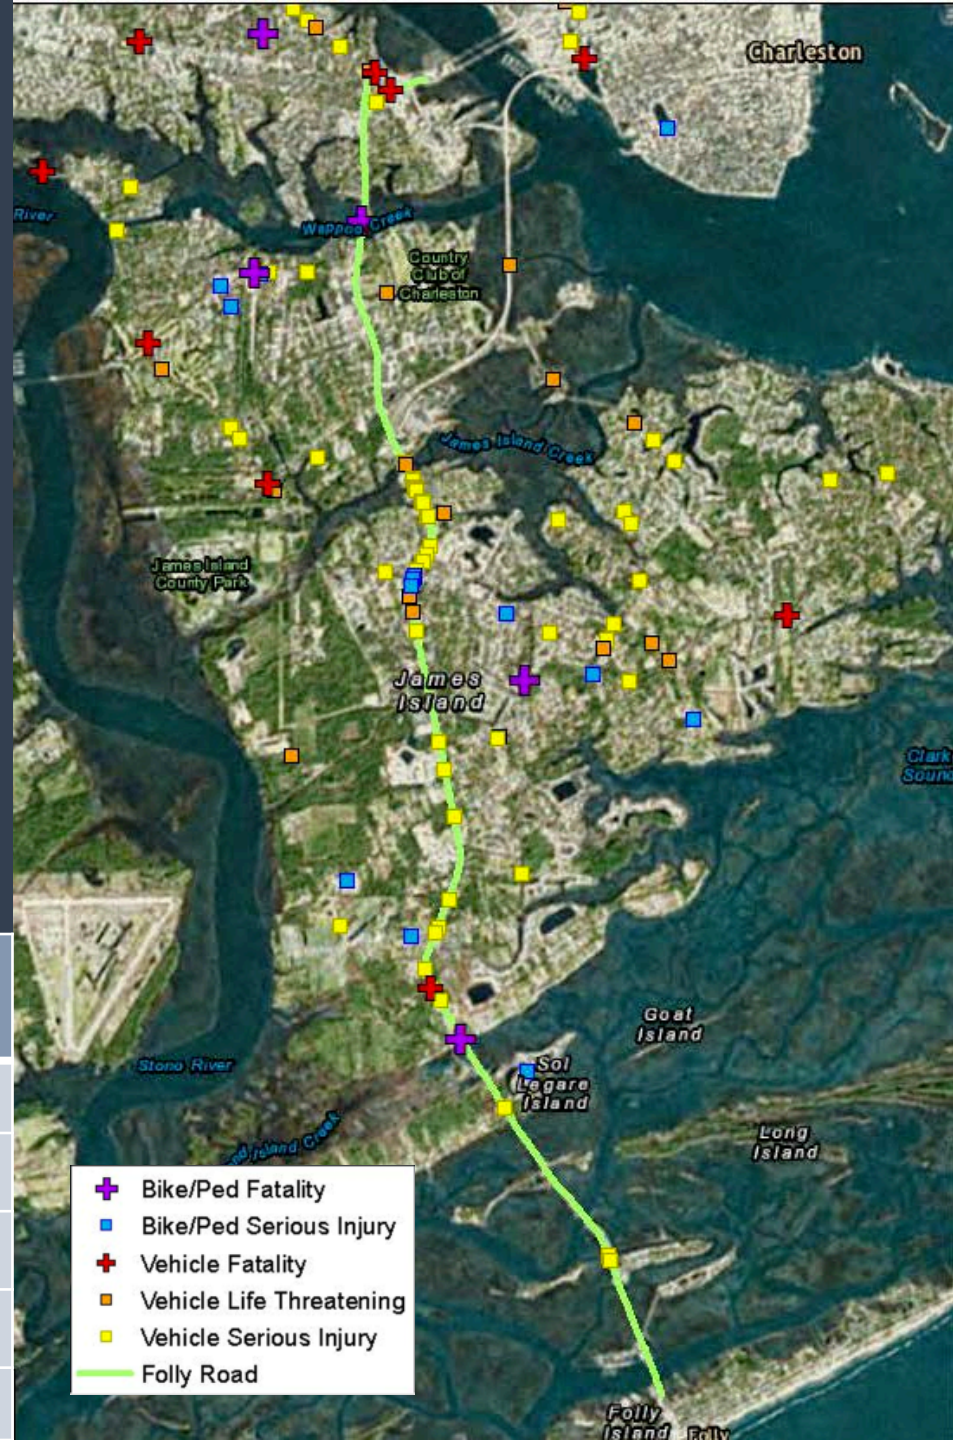 Charleston
River
Wappoo Creek
Country
Club of
Charleston
James Island Creek
James Island
County Park
James
Island
Clark
Sound
Goat
Island
Stono River
Sol
Legare
Island
Island Creek
Long
Island
Bike/Ped Fatality
Bike/Ped Serious Injury
Vehicle Fatality
Vehicle Life Threatening
Vehicle Serious Injury
Folly Road
Folly
Island
Folly